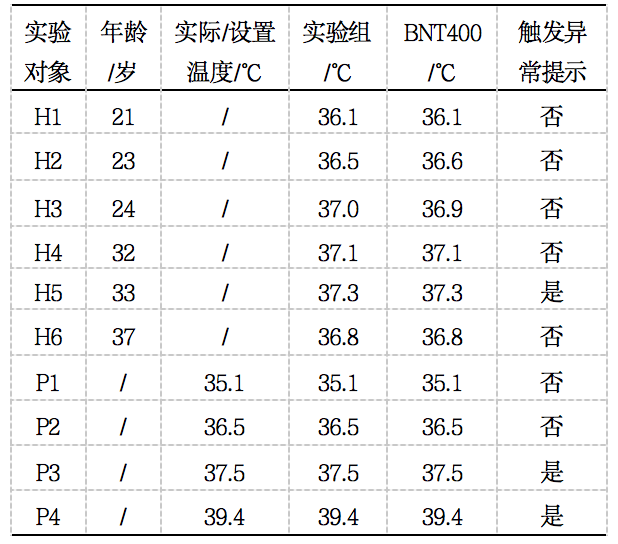 实验对象 年龄/岁 实际/设置温度/℃ 实验组/℃ BNT400/℃ 触发异常提示
H1 21 / 36.1 36.1 否
H2 23 / 36.5 36.6 否
H3 24 / 37.0 36.9 否
H4 32 / 37.1 37.1 否
H5 33 / 37.3 37.3 是
H6 37 / 36.8 36.8 否
P1 / 35.1 35.1 35.1 否
P2 / 36.5 36.5 36.5 否
P3 / 37.5 37.5 37.5 是
P4 / 39.4 39.4 39.4 是